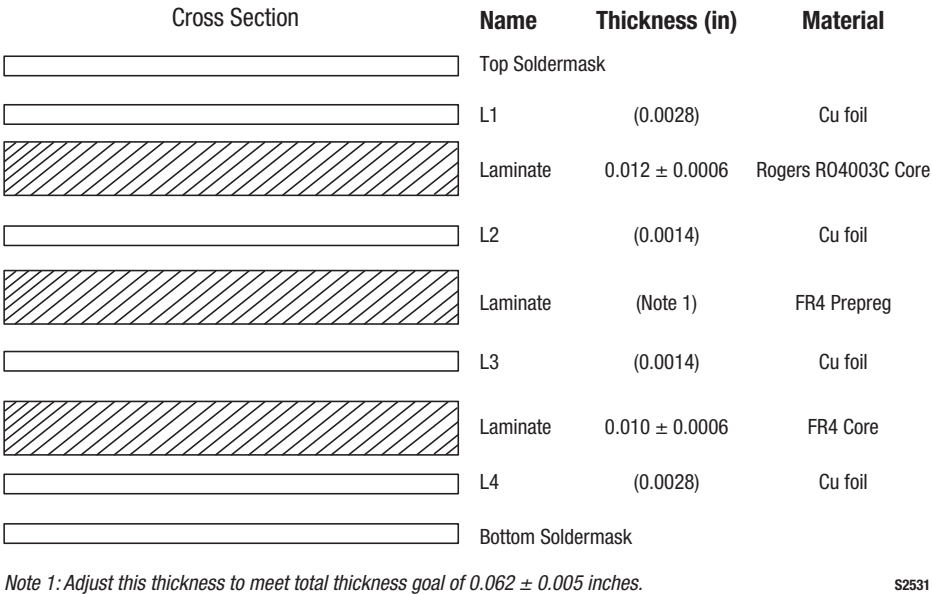 Cross Section Name Thickness (in) Material
Top Soldermask
L1 (0.0028) Cu foil
Laminate 0.012 ± 0.0006 Rogers RO4003C Core
L2 (0.0014) Cu foil
Laminate (Note 1) FR4 Prepreg
L3 (0.0014) Cu foil
Laminate 0.010 ± 0.0006 FR4 Core
L4 (0.0028) Cu foil
Bottom Soldermask
Note 1: Adjust this thickness to meet total thickness goal of 0.062 ± 0.005 inches. S2531